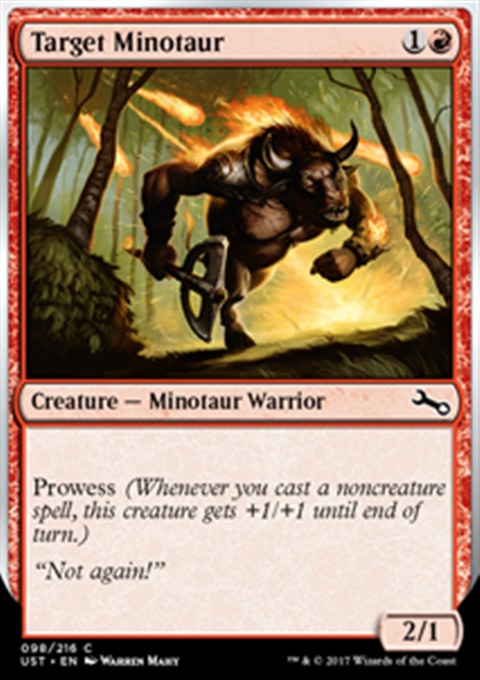 Target Minotaur 1
Creature — Minotaur Warrior
Prowess (Whenever you cast a noncreature
spell, this creature gets +1/+1 until end of
turn.)
“Not again!”
2/1
098/216 C
UST • EN Warren Mahy
™ & © 2017 Wizards of the Coast